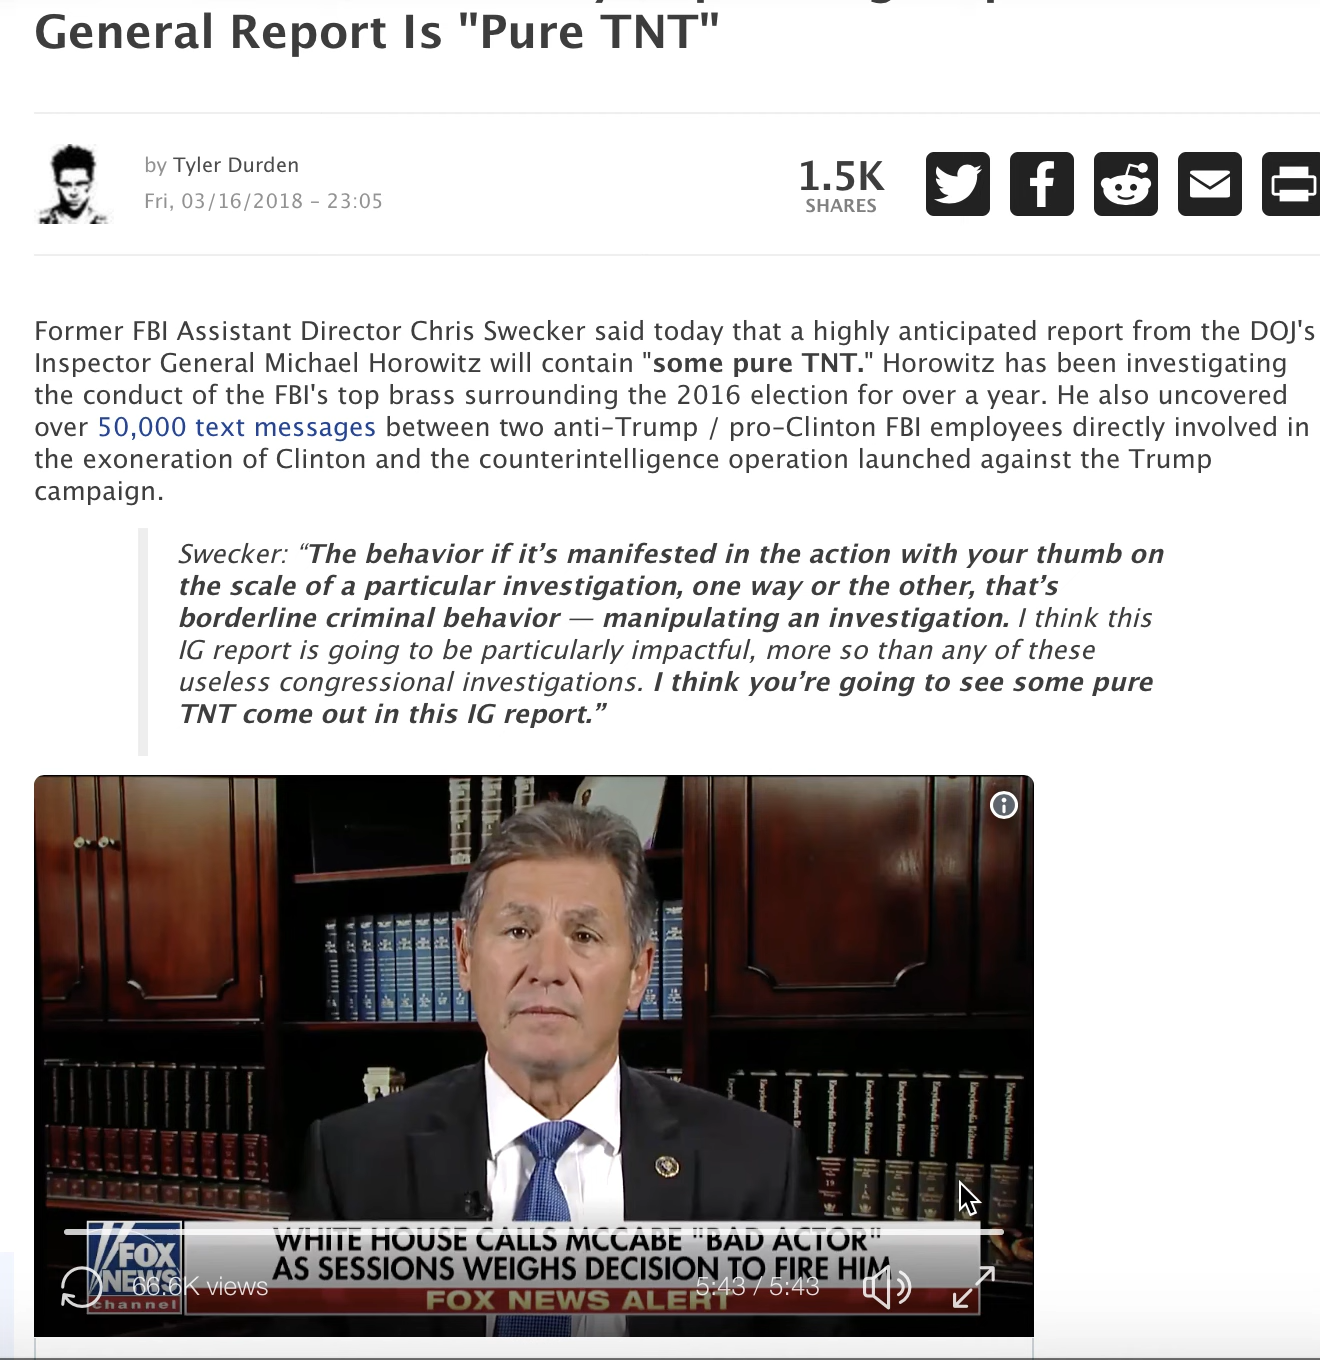 General Report Is "Pure TNT"
by Tyler Durden
Fri, 03/16/2018 - 23:05
1.5K
SHARES
Former FBI Assistant Director Chris Swecker said today that a highly anticipated report from the DOJ's
Inspector General Michael Horowitz will contain "some pure TNT." Horowitz has been investigating
the conduct of the FBI's top brass surrounding the 2016 election for over a year. He also uncovered
over 50,000 text messages between two anti-Trump / pro-Clinton FBI employees directly involved in
the exoneration of Clinton and the counterintelligence operation launched against the Trump
campaign.
Swecker: “The behavior if it’s manifested in the action with your thumb on
the scale of a particular investigation, one way or the other, that’s
borderline criminal behavior — manipulating an investigation. I think this
IG report is going to be particularly impactful, more so than any of these
useless congressional investigations. I think you’re going to see some pure
TNT come out in this IG report.”
Encyclopædia Britannica
19
WHITE HOUSE CALLS MCCABE "BAD ACTOR"
AS SESSIONS WEIGHS DECISION TO FIRE HIM
FOX
NEWS
channel
66.6K views
5:43 / 5:43
FOX NEWS ALERT